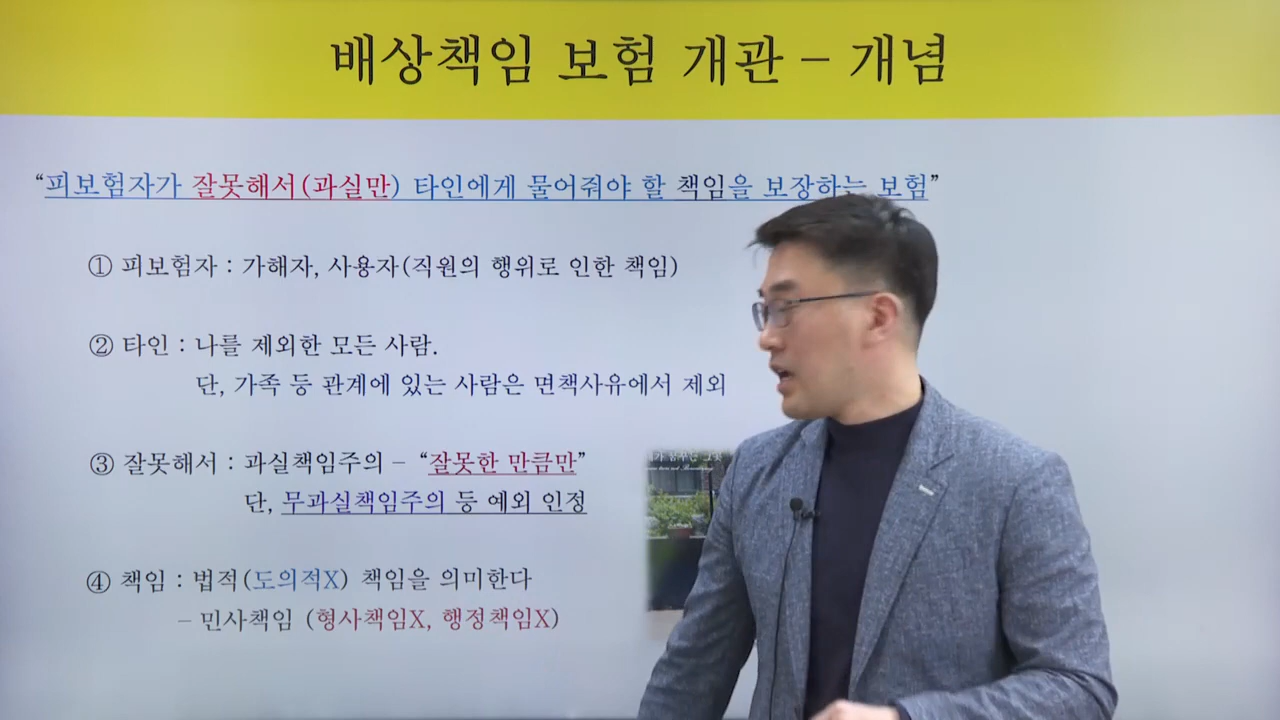 배상책임 보험 개관 – 개념
“피보험자가 잘못해서(과실만) 타인에게 물어줘야 할 책임을 보장하는 보험”
① 피보험자 : 가해자, 사용자(직원의 행위로 인한 책임)
② 타인 : 나를 제외한 모든 사람.
단, 가족 등 관계에 있는 사람은 면책사유에서 제외
③ 잘못해서 : 과실책임주의 – “잘못한 만큼만”
단, 무과실책임주의 등 예외 인정
④ 책임 : 법적(도의적X) 책임을 의미한다
– 민사책임 (형사책임X, 행정책임X)